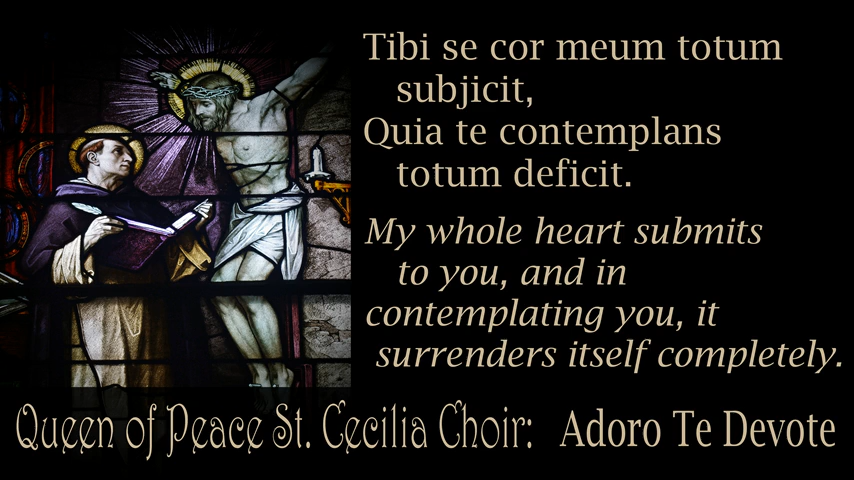 Tibi se cor meum totum
subjicit,
Quia te contemplans
totum deficit.
My whole heart submits
to you, and in
contemplating you, it
surrenders itself completely.
Queen of Peace St. Cecilia Choir: Adoro Te Devote